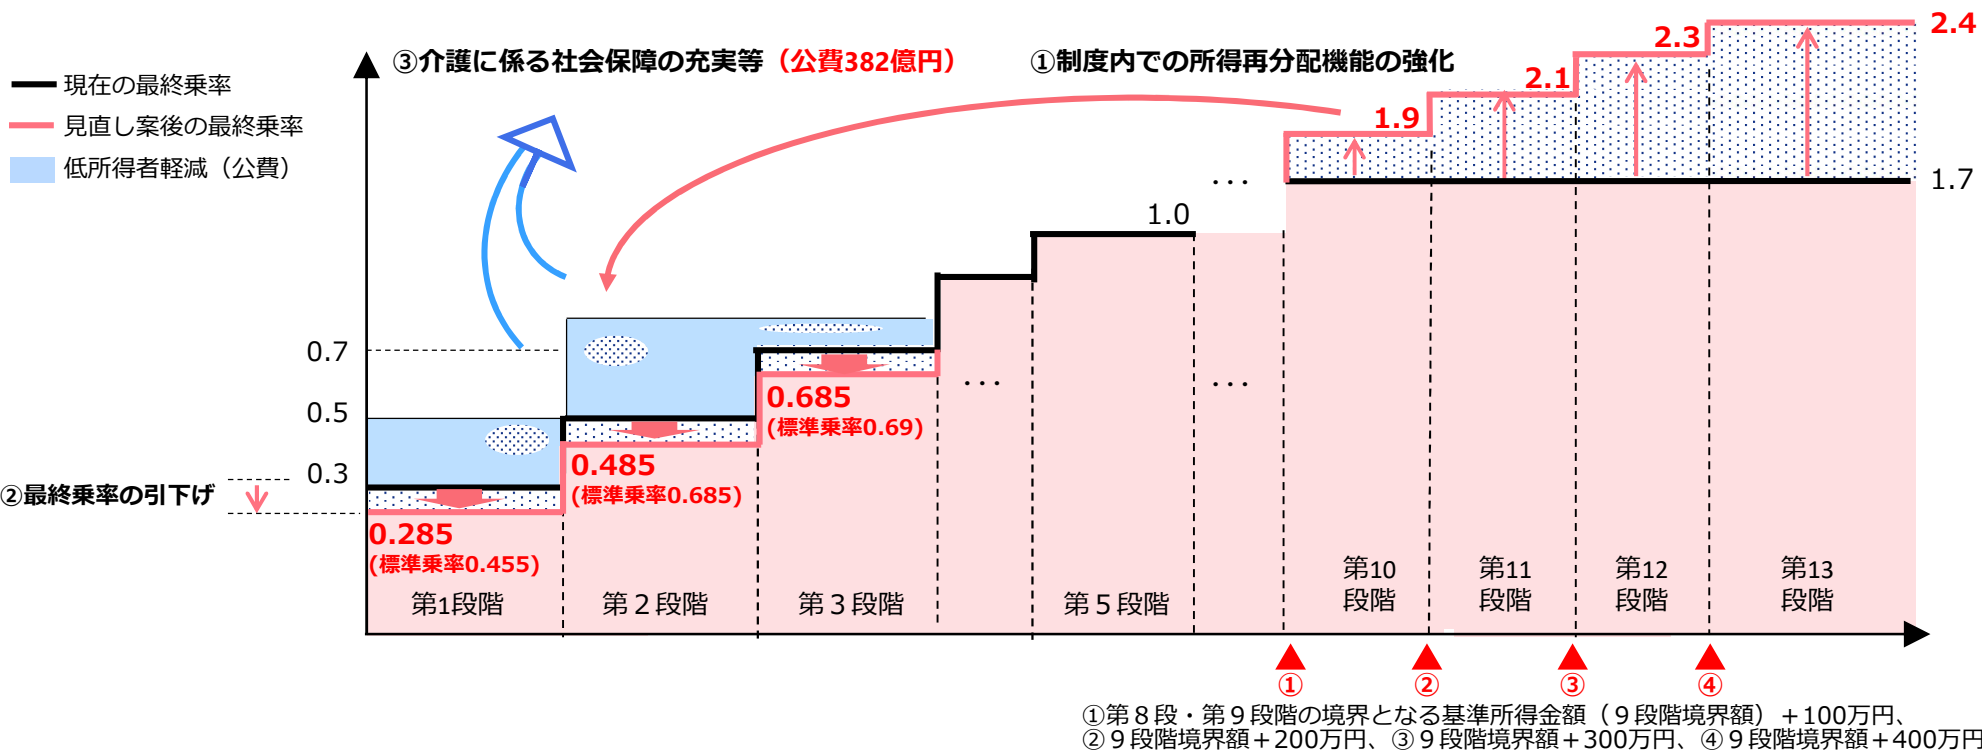 現在の最終乗率
見直し案後の最終乗率
低所得者軽減（公費）
③介護に係る社会保障の充実等（公費382億円）
①制度内での所得再分配機能の強化
2.4
2.3
2.1
1.9
1.7
…
1.0
0.7
0.5
0.3
②最終乗率の引下げ
…
…
0.685
(標準乗率0.69)
0.485
(標準乗率0.685)
0.285
(標準乗率0.455)
第1段階
第２段階
第３段階
第５段階
第10
段階
第11
段階
第12
段階
第13
段階
①
②
③
④
①第８段・第９段階の境界となる基準所得金額（９段階境界額）＋100万円、
②９段階境界額＋200万円、③９段階境界額＋300万円、④９段階境界額＋400万円